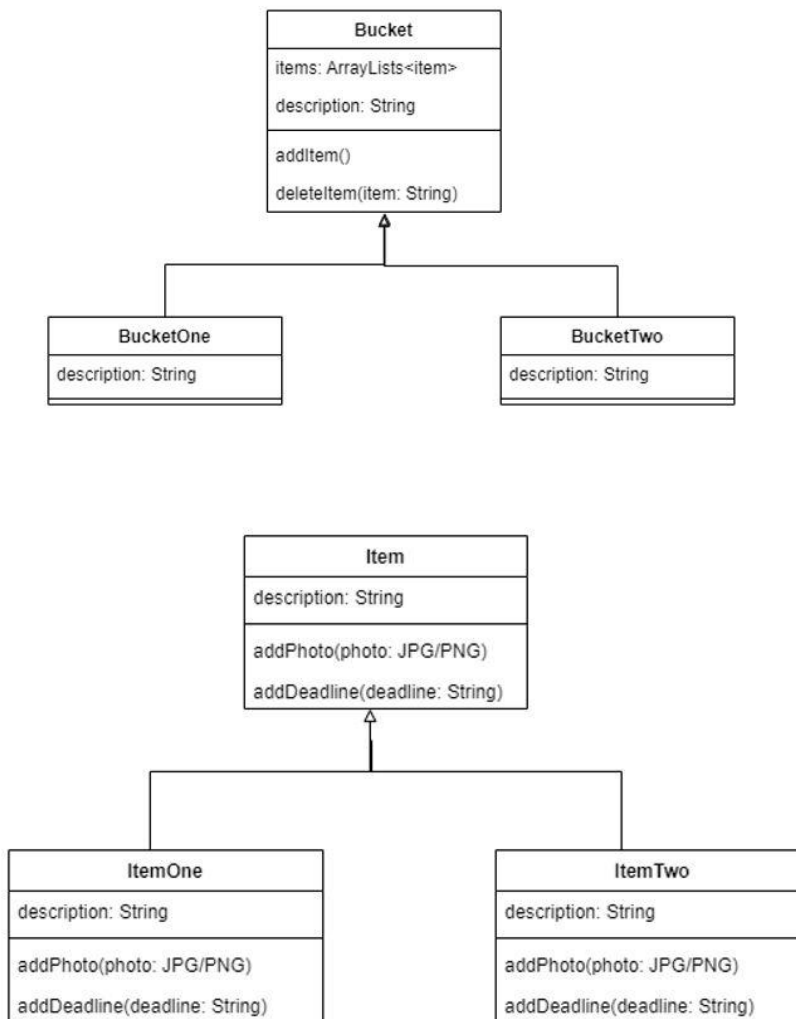 Bucket
items: ArrayLists<item>
description: String
addItem()
deleteItem(item: String)
BucketOne
description: String
BucketTwo
description: String
Item
description: String
addPhoto(photo: JPG/PNG)
addDeadline(deadline: String)
ItemOne
description: String
addPhoto(photo: JPG/PNG)
addDeadline(deadline: String)
ItemTwo
description: String
addPhoto(photo: JPG/PNG)
addDeadline(deadline: String)